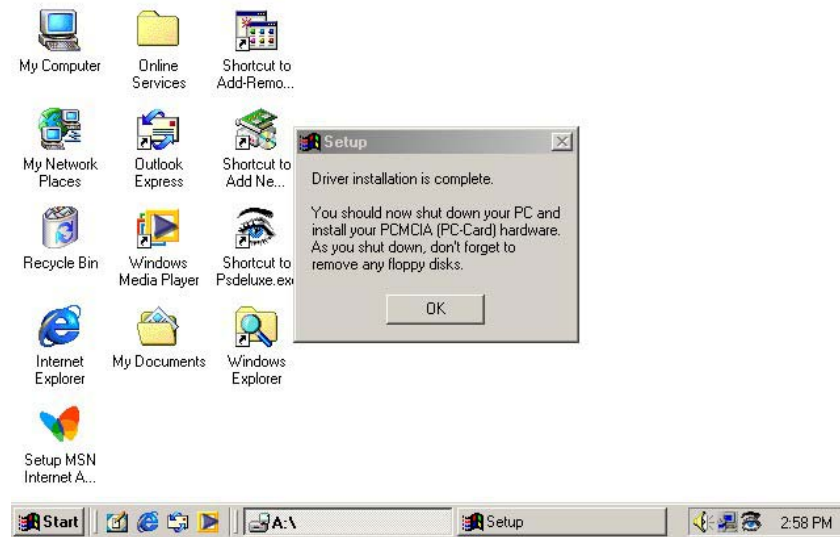 My Computer
Online
Services
Shortcut to
Add-Remo...
My Network
Places
Outlook
Express
Shortcut to
Add Ne...
Recycle Bin
Windows
Media Player
Shortcut to
Psdeluxe.exe
Internet
Explorer
My Documents
Windows
Explorer
Setup MSN
Internet A...
Setup
Driver installation is complete.
You should now shut down your PC and
install your PCMCIA (PC-Card) hardware.
As you shut down, don't forget to
remove any floppy disks.
OK
Start
A:\
Setup
2:58 PM